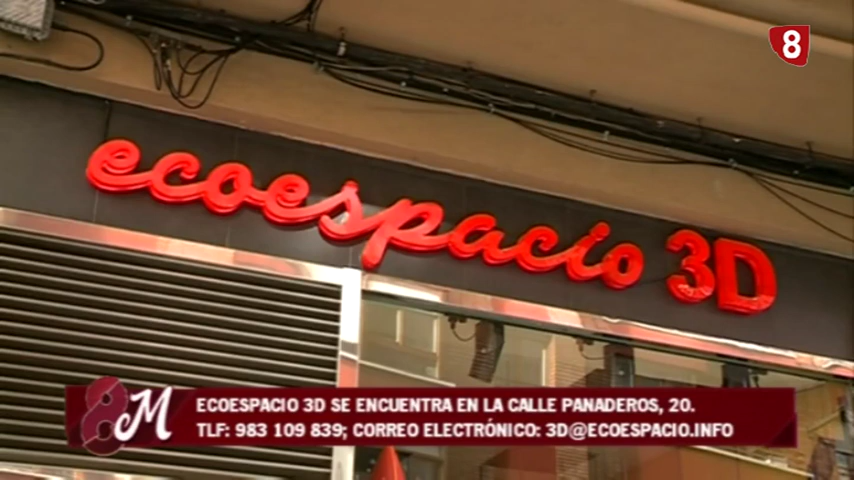 8
ecoespacio 3D
8M ECOESPACIO 3D SE ENCUENTRA EN LA CALLE PANADEROS, 20.
TLF: 983 109 839; CORREO ELECTRÓNICO: 3D@ECOESPACIO.INFO